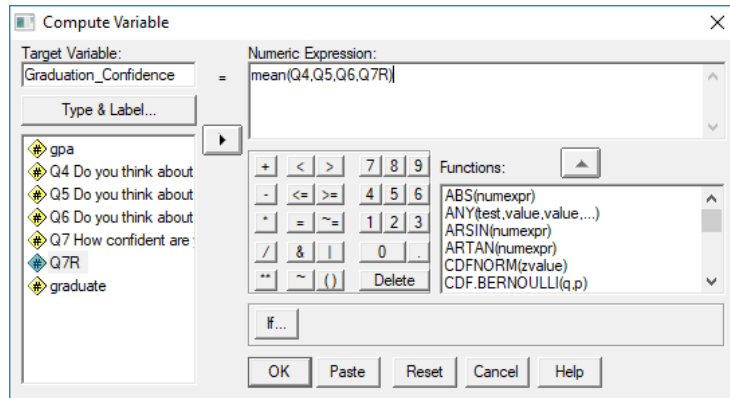 Compute Variable
Target Variable:
Graduation_Confidence
=
Numeric Expression:
mean(Q4,Q5,Q6,Q7R)
Type & Label...
gpa
Q4 Do you think about
Q5 Do you think about
Q6 Do you think about
Q7 How confident are
Q7R
graduate
+ < > 7 8 9
- <= >= 4 5 6
* = ~= 1 2 3
/ & | 0 .
** ~ () Delete
Functions:
ABS(numexpr)
ANY(test,value,value,...)
ARSIN(numexpr)
ARTAN(numexpr)
CDFNORM(zvalue)
CDF.BERNOULLI(q,p)
If...
OK Paste Reset Cancel Help